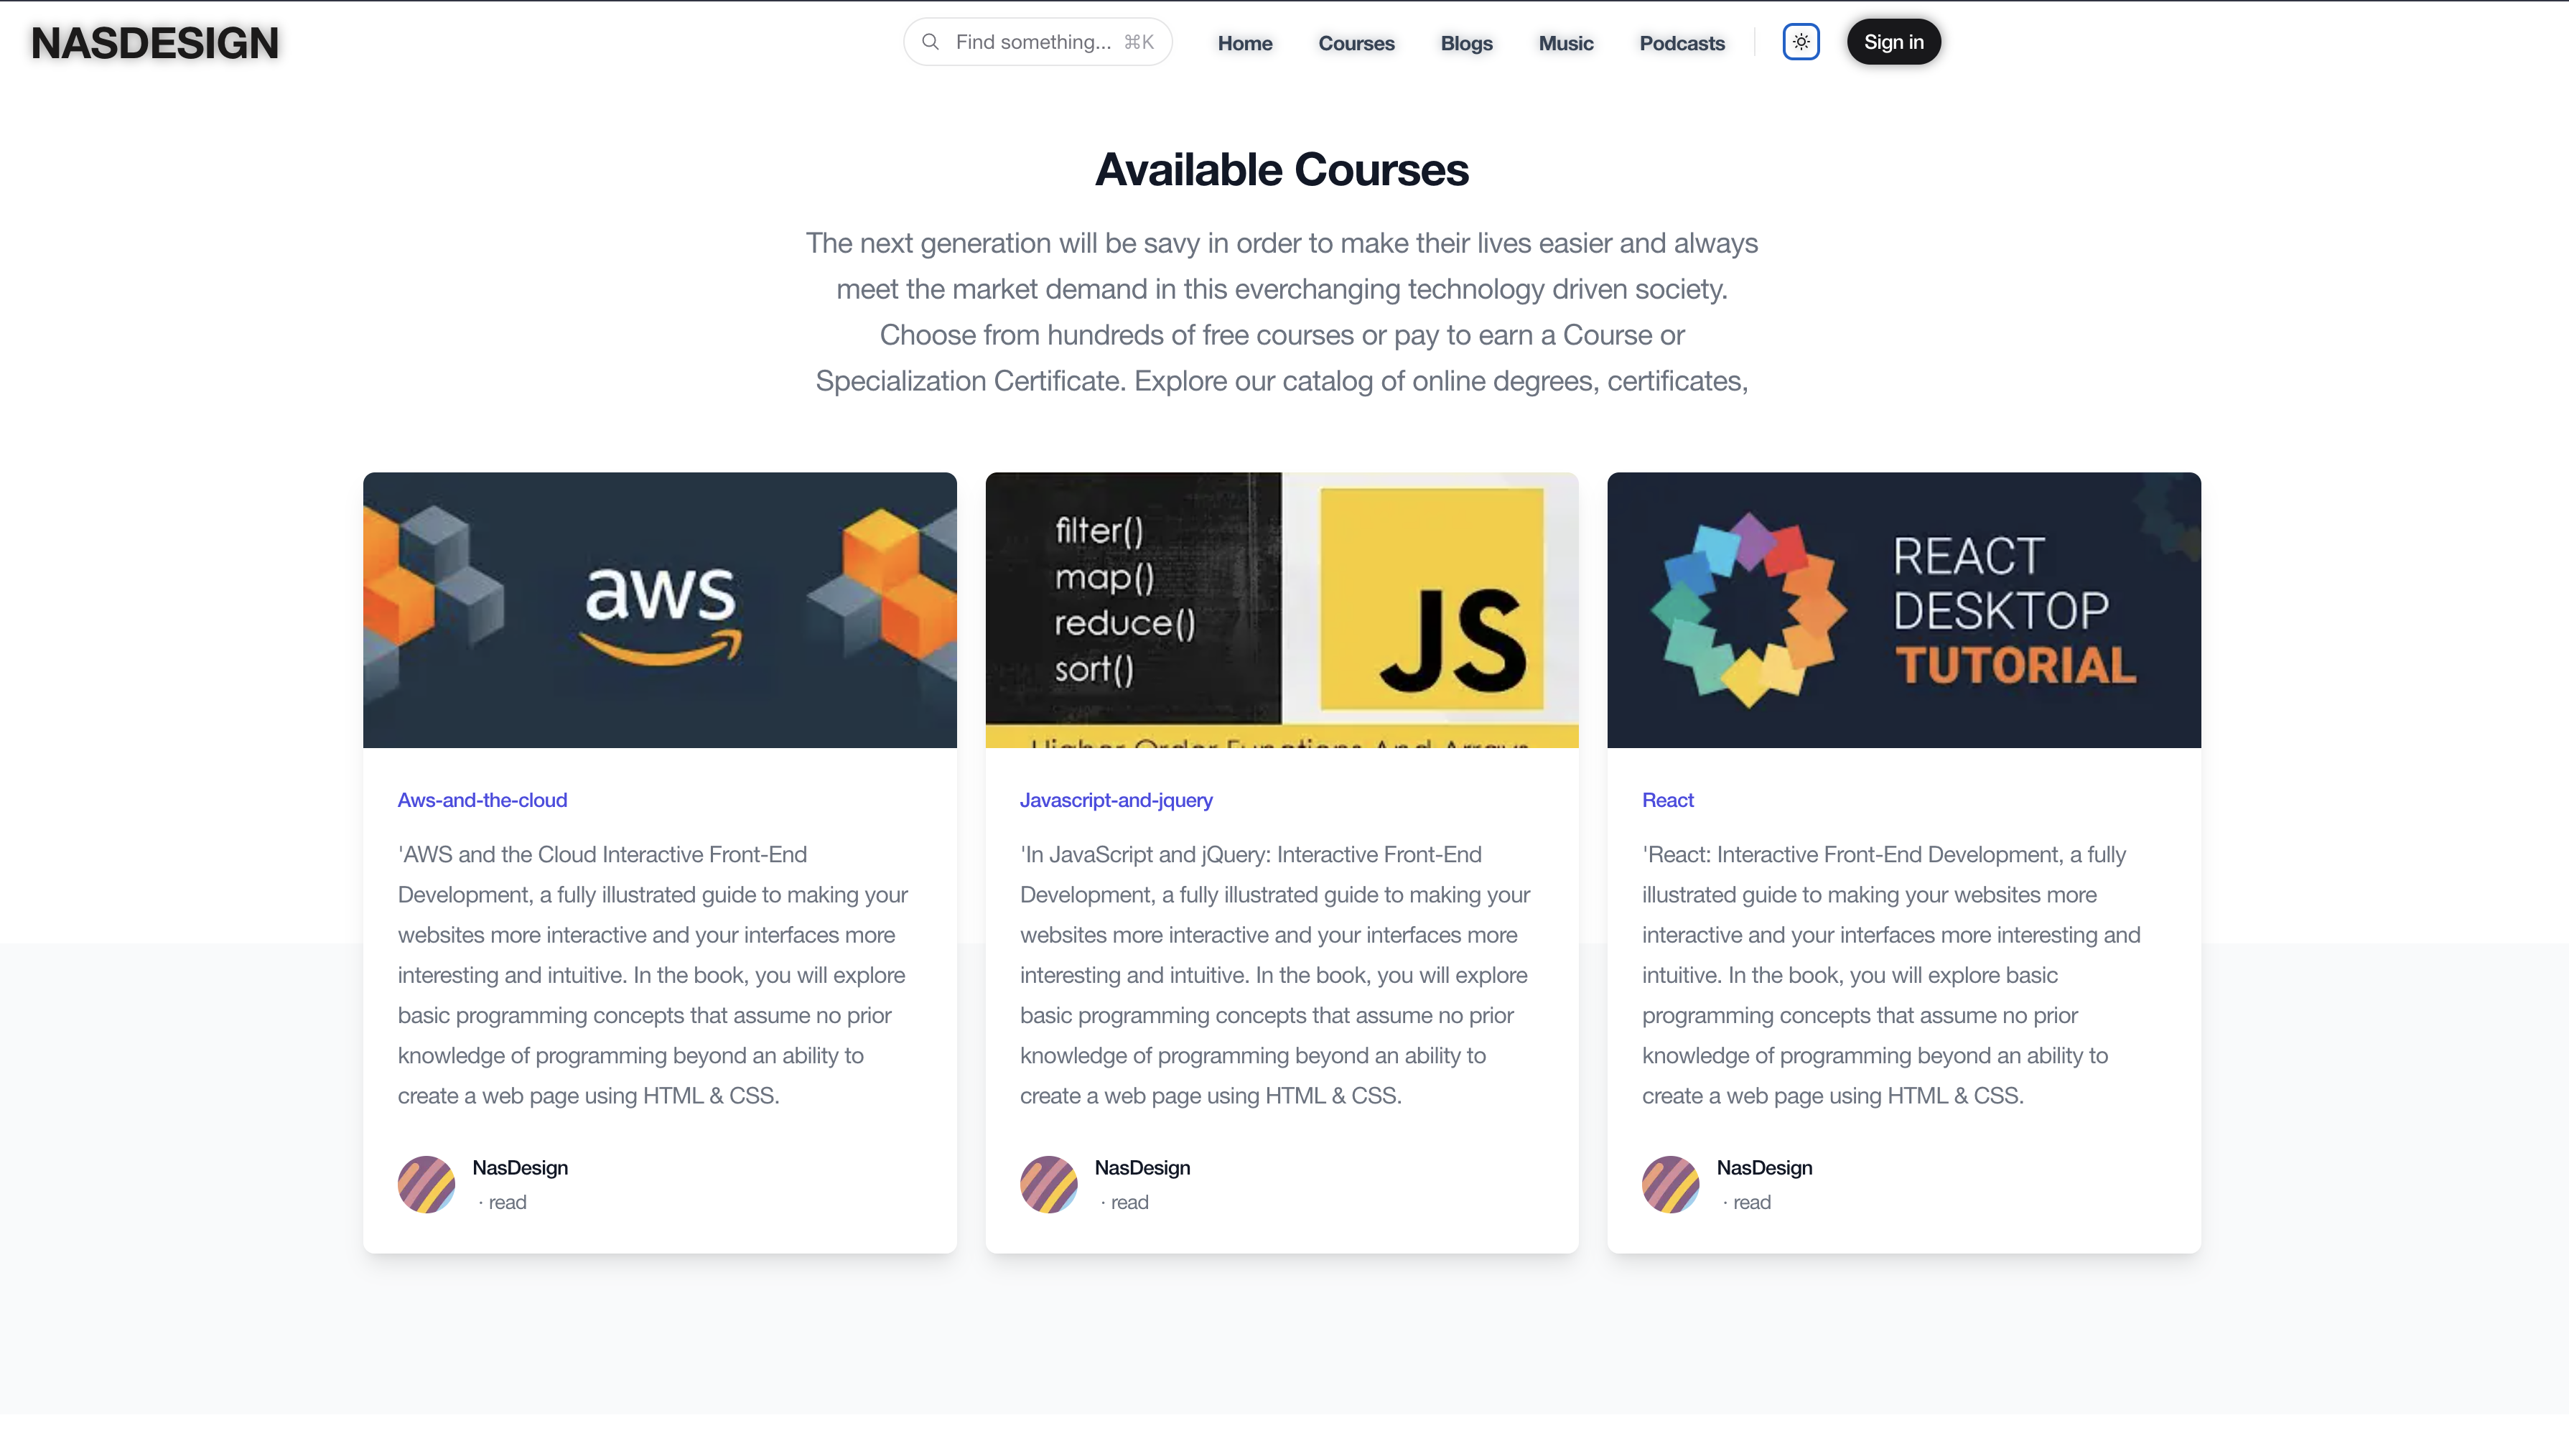 NASDESIGN
Find something... ⌘K
Home
Courses
Blogs
Music
Podcasts
Sign in
Available Courses
The next generation will be savy in order to make their lives easier and always
meet the market demand in this everchanging technology driven society.
Choose from hundreds of free courses or pay to earn a Course or
Specialization Certificate. Explore our catalog of online degrees, certificates,
aws
Aws-and-the-cloud
'AWS and the Cloud Interactive Front-End
Development, a fully illustrated guide to making your
websites more interactive and your interfaces more
interesting and intuitive. In the book, you will explore
basic programming concepts that assume no prior
knowledge of programming beyond an ability to
create a web page using HTML & CSS.
NasDesign
· read
filter()
map()
reduce()
sort()
JS
Higher Order Functions And Arrays
Javascript-and-jquery
'In JavaScript and jQuery: Interactive Front-End
Development, a fully illustrated guide to making your
websites more interactive and your interfaces more
interesting and intuitive. In the book, you will explore
basic programming concepts that assume no prior
knowledge of programming beyond an ability to
create a web page using HTML & CSS.
NasDesign
· read
REACT
DESKTOP
TUTORIAL
React
'React: Interactive Front-End Development, a fully
illustrated guide to making your websites more
interactive and your interfaces more interesting and
intuitive. In the book, you will explore basic
programming concepts that assume no prior
knowledge of programming beyond an ability to
create a web page using HTML & CSS.
NasDesign
· read